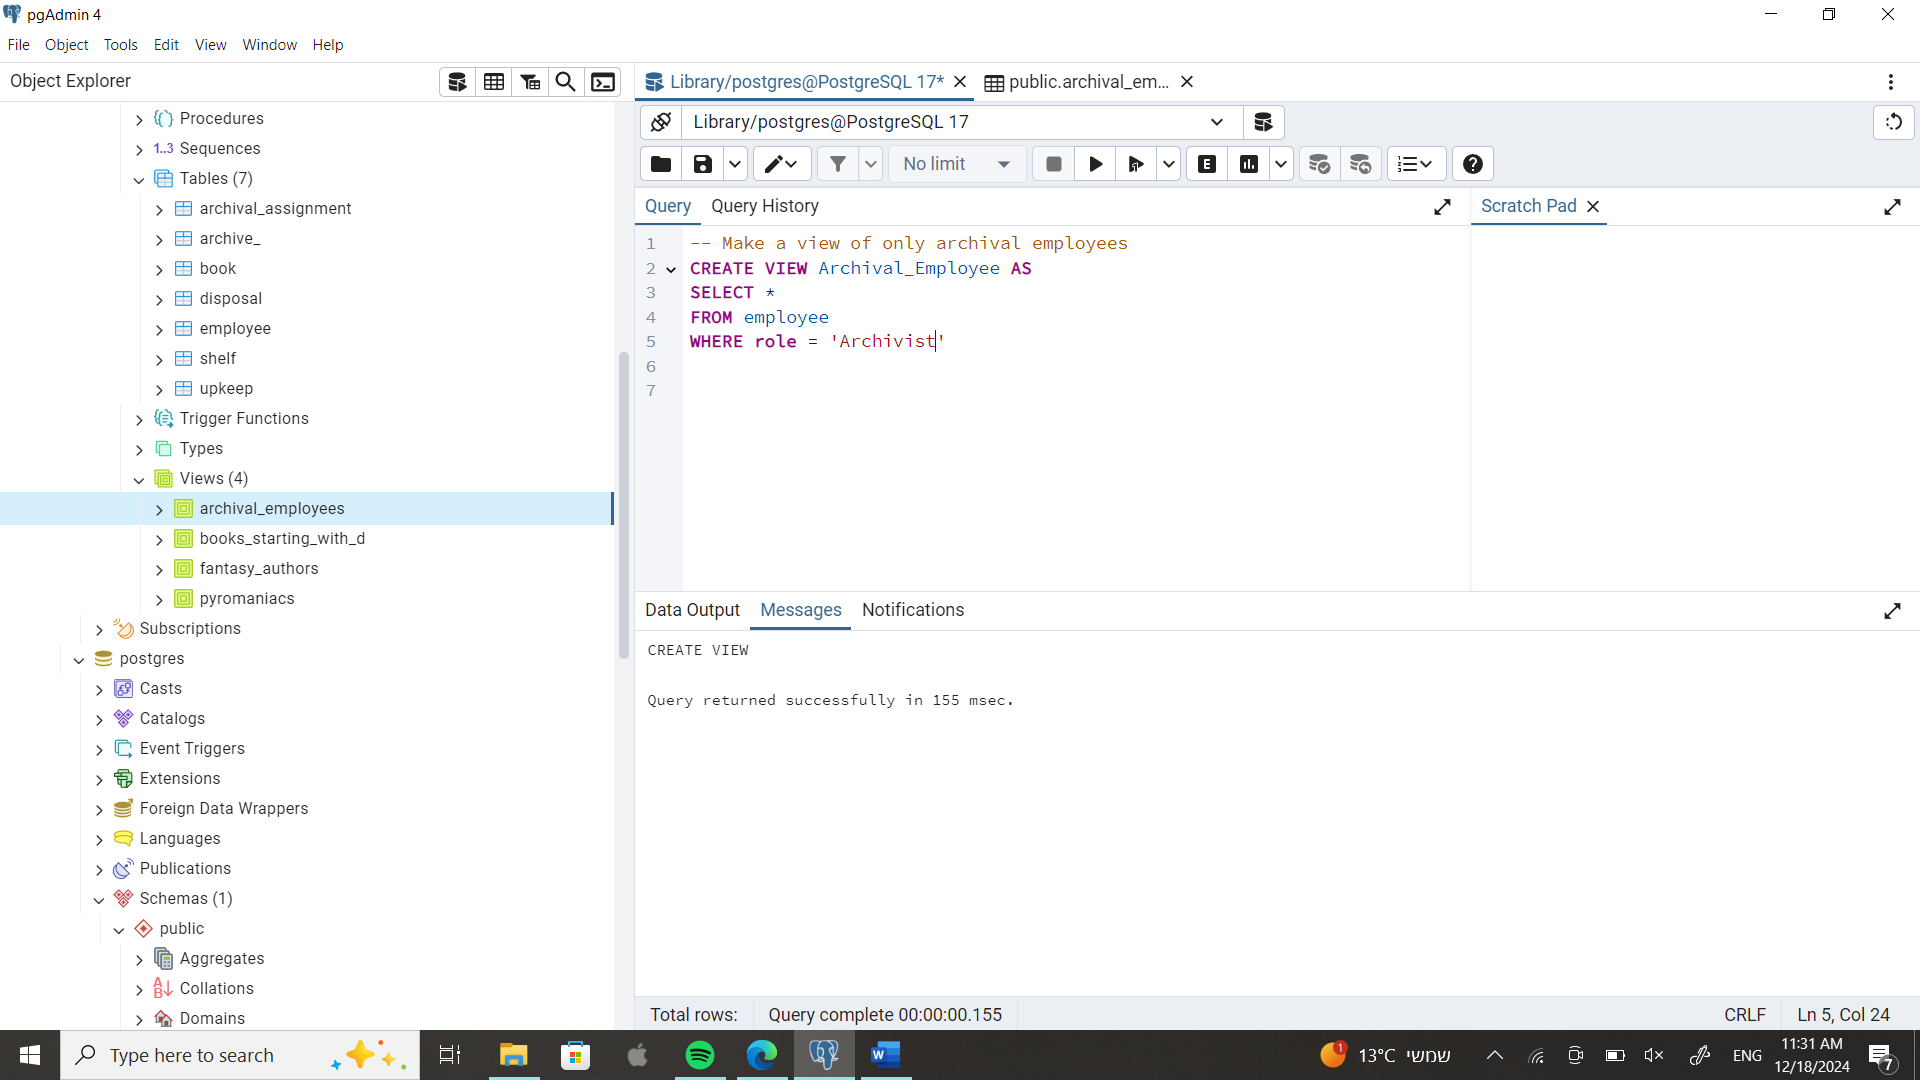 pgAdmin 4
File Object Tools Edit View Window Help
Object Explorer
Procedures
1..3 Sequences
Tables (7)
archival_assignment
archive_
book
disposal
employee
shelf
upkeep
Trigger Functions
Types
Views (4)
archival_employees
books_starting_with_d
fantasy_authors
pyromaniacs
Subscriptions
postgres
Casts
Catalogs
Event Triggers
Extensions
Foreign Data Wrappers
Languages
Publications
Schemas (1)
public
Aggregates
Collations
Domains
Library/postgres@PostgreSQL 17* public.archival_em...
Library/postgres@PostgreSQL 17
No limit
E
Query Query History
Scratch Pad
1 -- Make a view of only archival employees
2 CREATE VIEW Archival_Employee AS
3 SELECT *
4 FROM employee
5 WHERE role = 'Archivist'
6
7
Data Output Messages Notifications
CREATE VIEW
Query returned successfully in 155 msec.
Total rows: Query complete 00:00:00.155 CRLF Ln 5, Col 24
Type here to search
1
13°C שמשי
ENG
11:31 AM
12/18/2024
7